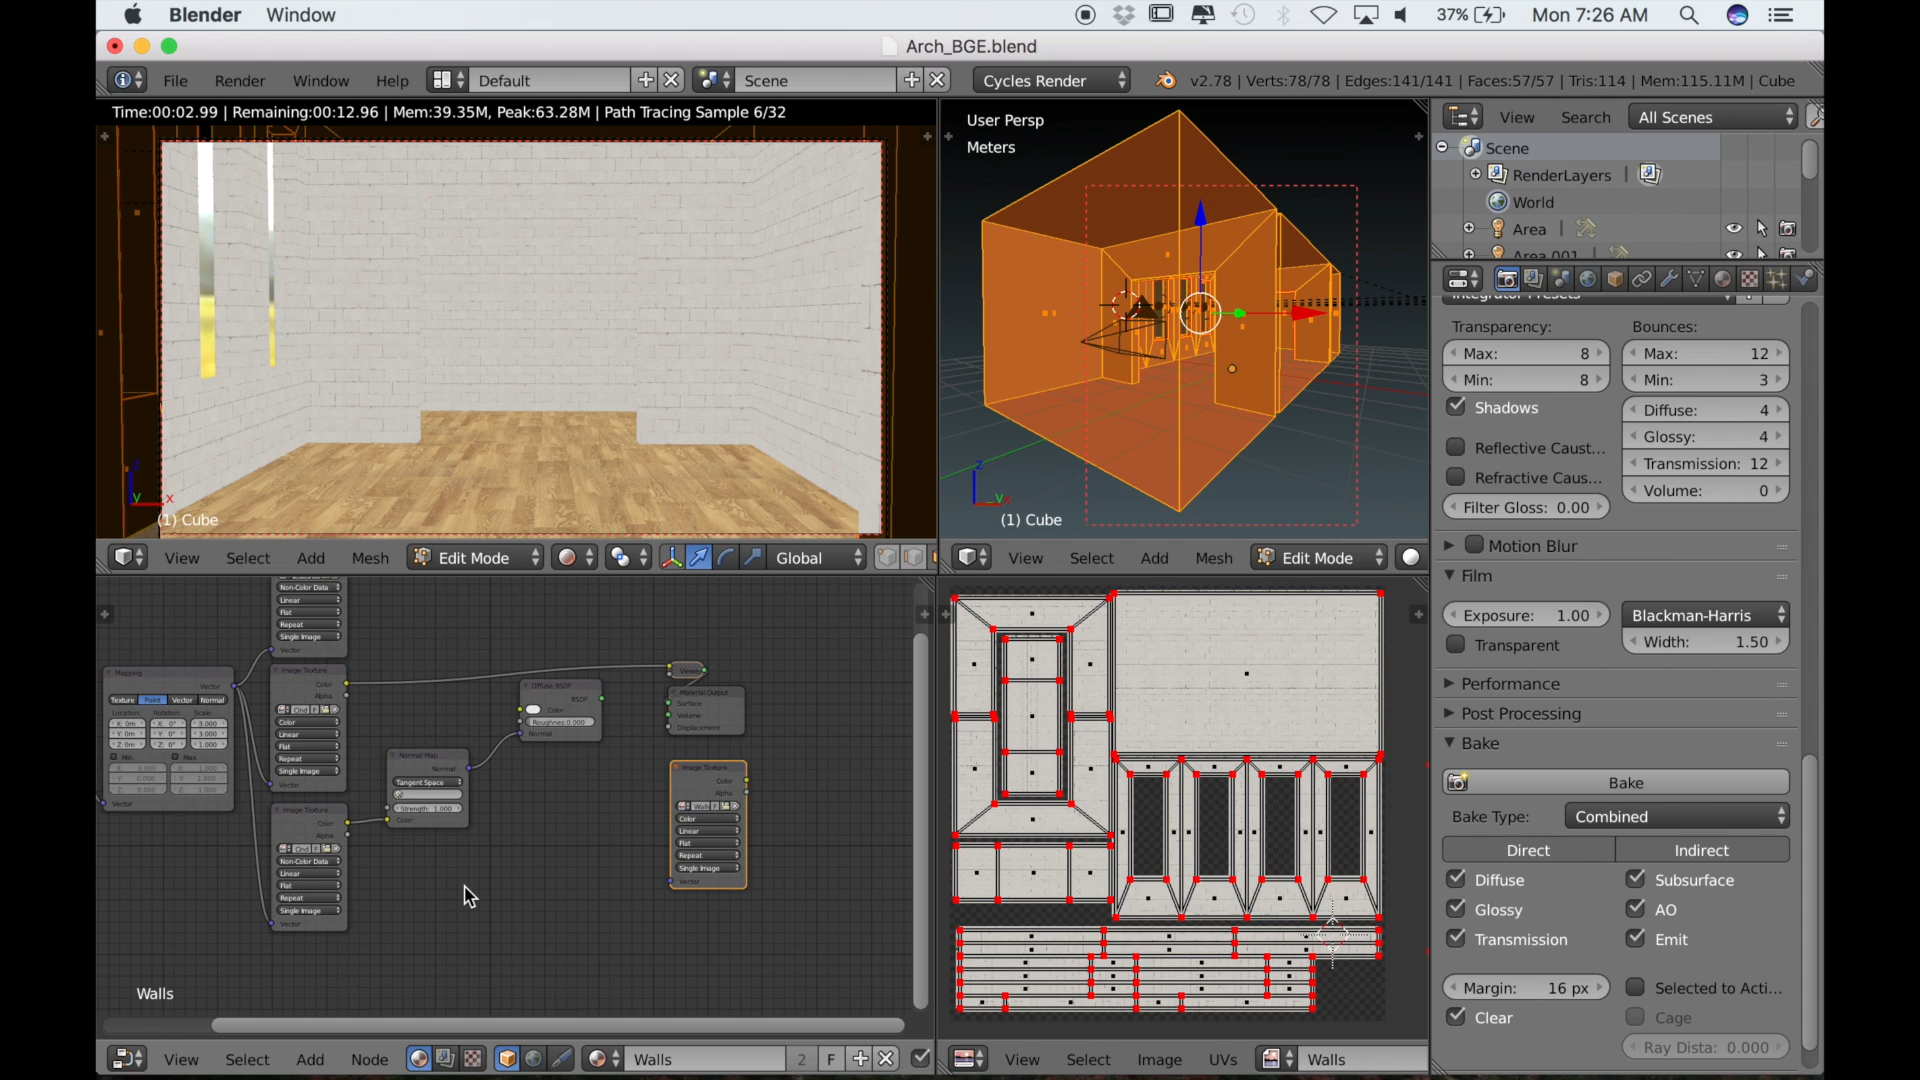 Blender Window 37% Mon 7:26 AM
Arch_BGE.blend
File Render Window Help Default Scene Cycles Render v2.78 | Verts:78/78 | Edges:141/141 | Faces:57/57 | Tris:114 | Mem:115.11M | Cube
Time:00:02.99 | Remaining:00:12.96 | Mem:39.35M, Peak:63.28M | Path Tracing Sample 6/32
z
y
x
(1) Cube
View Select Add Mesh Edit Mode Global
User Persp
Meters
z
y
(1) Cube
View Select Add Mesh Edit Mode
View Search All Scenes
Scene
RenderLayers |
World
Area |
Area.001 |
Integrator Presets
Transparency: Bounces:
Max: 8 Max: 12
Min: 8 Min: 3
Shadows Diffuse: 4
Reflective Caust... Glossy: 4
Refractive Caus... Transmission: 12
Filter Gloss: 0.00 Volume: 0
Motion Blur
Film
Exposure: 1.00 Blackman-Harris
Transparent Width: 1.50
Performance
Post Processing
Bake
Bake
Bake Type: Combined
Direct Indirect
Diffuse Subsurface
Glossy AO
Transmission Emit
Margin: 16 px Selected to Acti...
Clear Cage
Ray Dista: 0.000
Non-Color Data
Linear
Flat
Repeat
Single Image
Vector
Mapping
Vector
Texture Point Vector Normal
Location: Rotation: Scale:
X: 0m X: 0° 3.000
Y: 0m Y: 0° 3.000
Z: 0m Z: 0° 1.000
Min Max
Vector
Image Texture
Color
Alpha
Color
Linear
Flat
Repeat
Single Image
Vector
Image Texture
Color
Alpha
Non-Color Data
Linear
Flat
Repeat
Single Image
Vector
Normal Map
Normal
Tangent Space
Strength: 1.000
Color
Diffuse BSDF
BSDF
Color
Roughness:0.000
Normal
Viewer
Material Output
Surface
Volume
Displacement
Image Texture
Color
Alpha
Color
Linear
Flat
Repeat
Single Image
Vector
Walls
View Select Add Node Walls 2 F
View Select Image UVs Walls